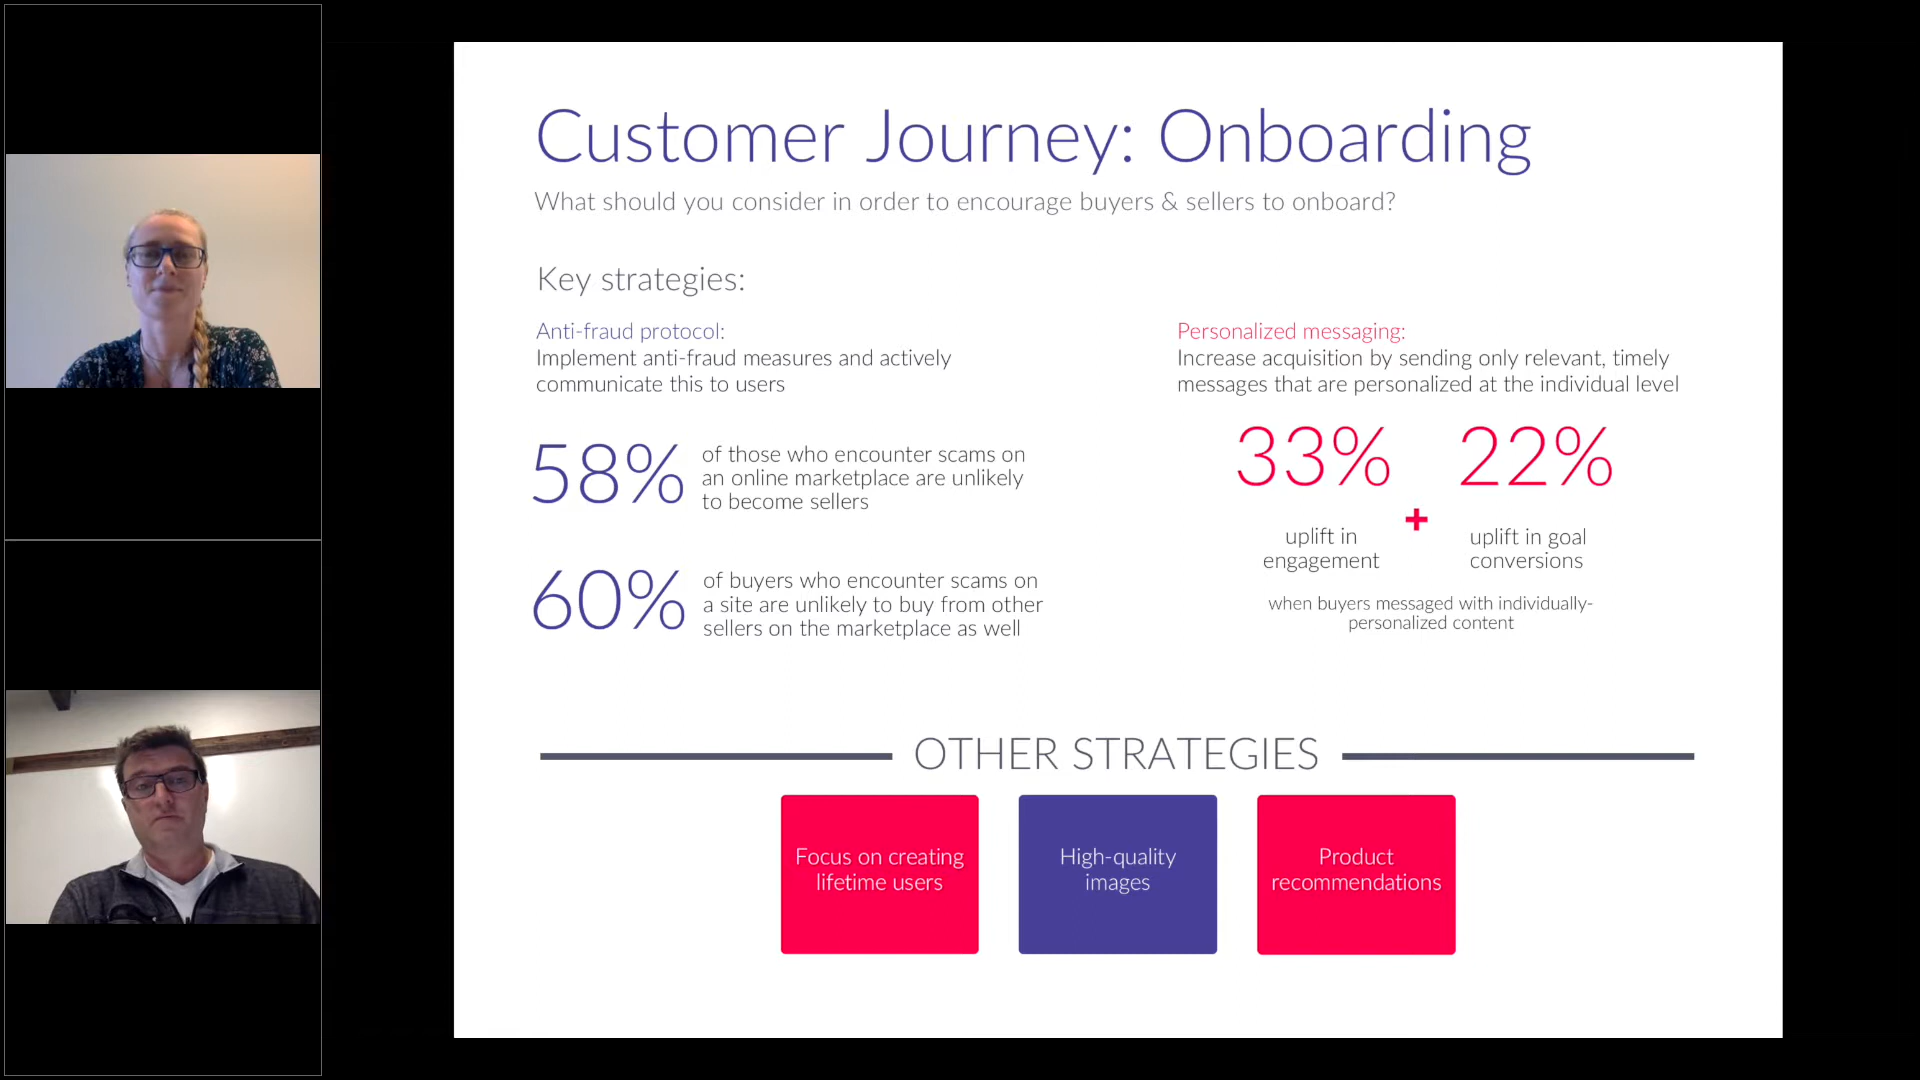 Customer Journey: Onboarding
What should you consider in order to encourage buyers & sellers to onboard?
Key strategies:
Anti-fraud protocol:
Implement anti-fraud measures and actively
communicate this to users
58%
of those who encounter scams on
an online marketplace are unlikely
to become sellers
60%
of buyers who encounter scams on
a site are unlikely to buy from other
sellers on the marketplace as well
Personalized messaging:
Increase acquisition by sending only relevant, timely
messages that are personalized at the individual level
33%
uplift in
engagement
+
22%
uplift in goal
conversions
when buyers messaged with individually-
personalized content
OTHER STRATEGIES
Focus on creating
lifetime users
High-quality
images
Product
recommendations